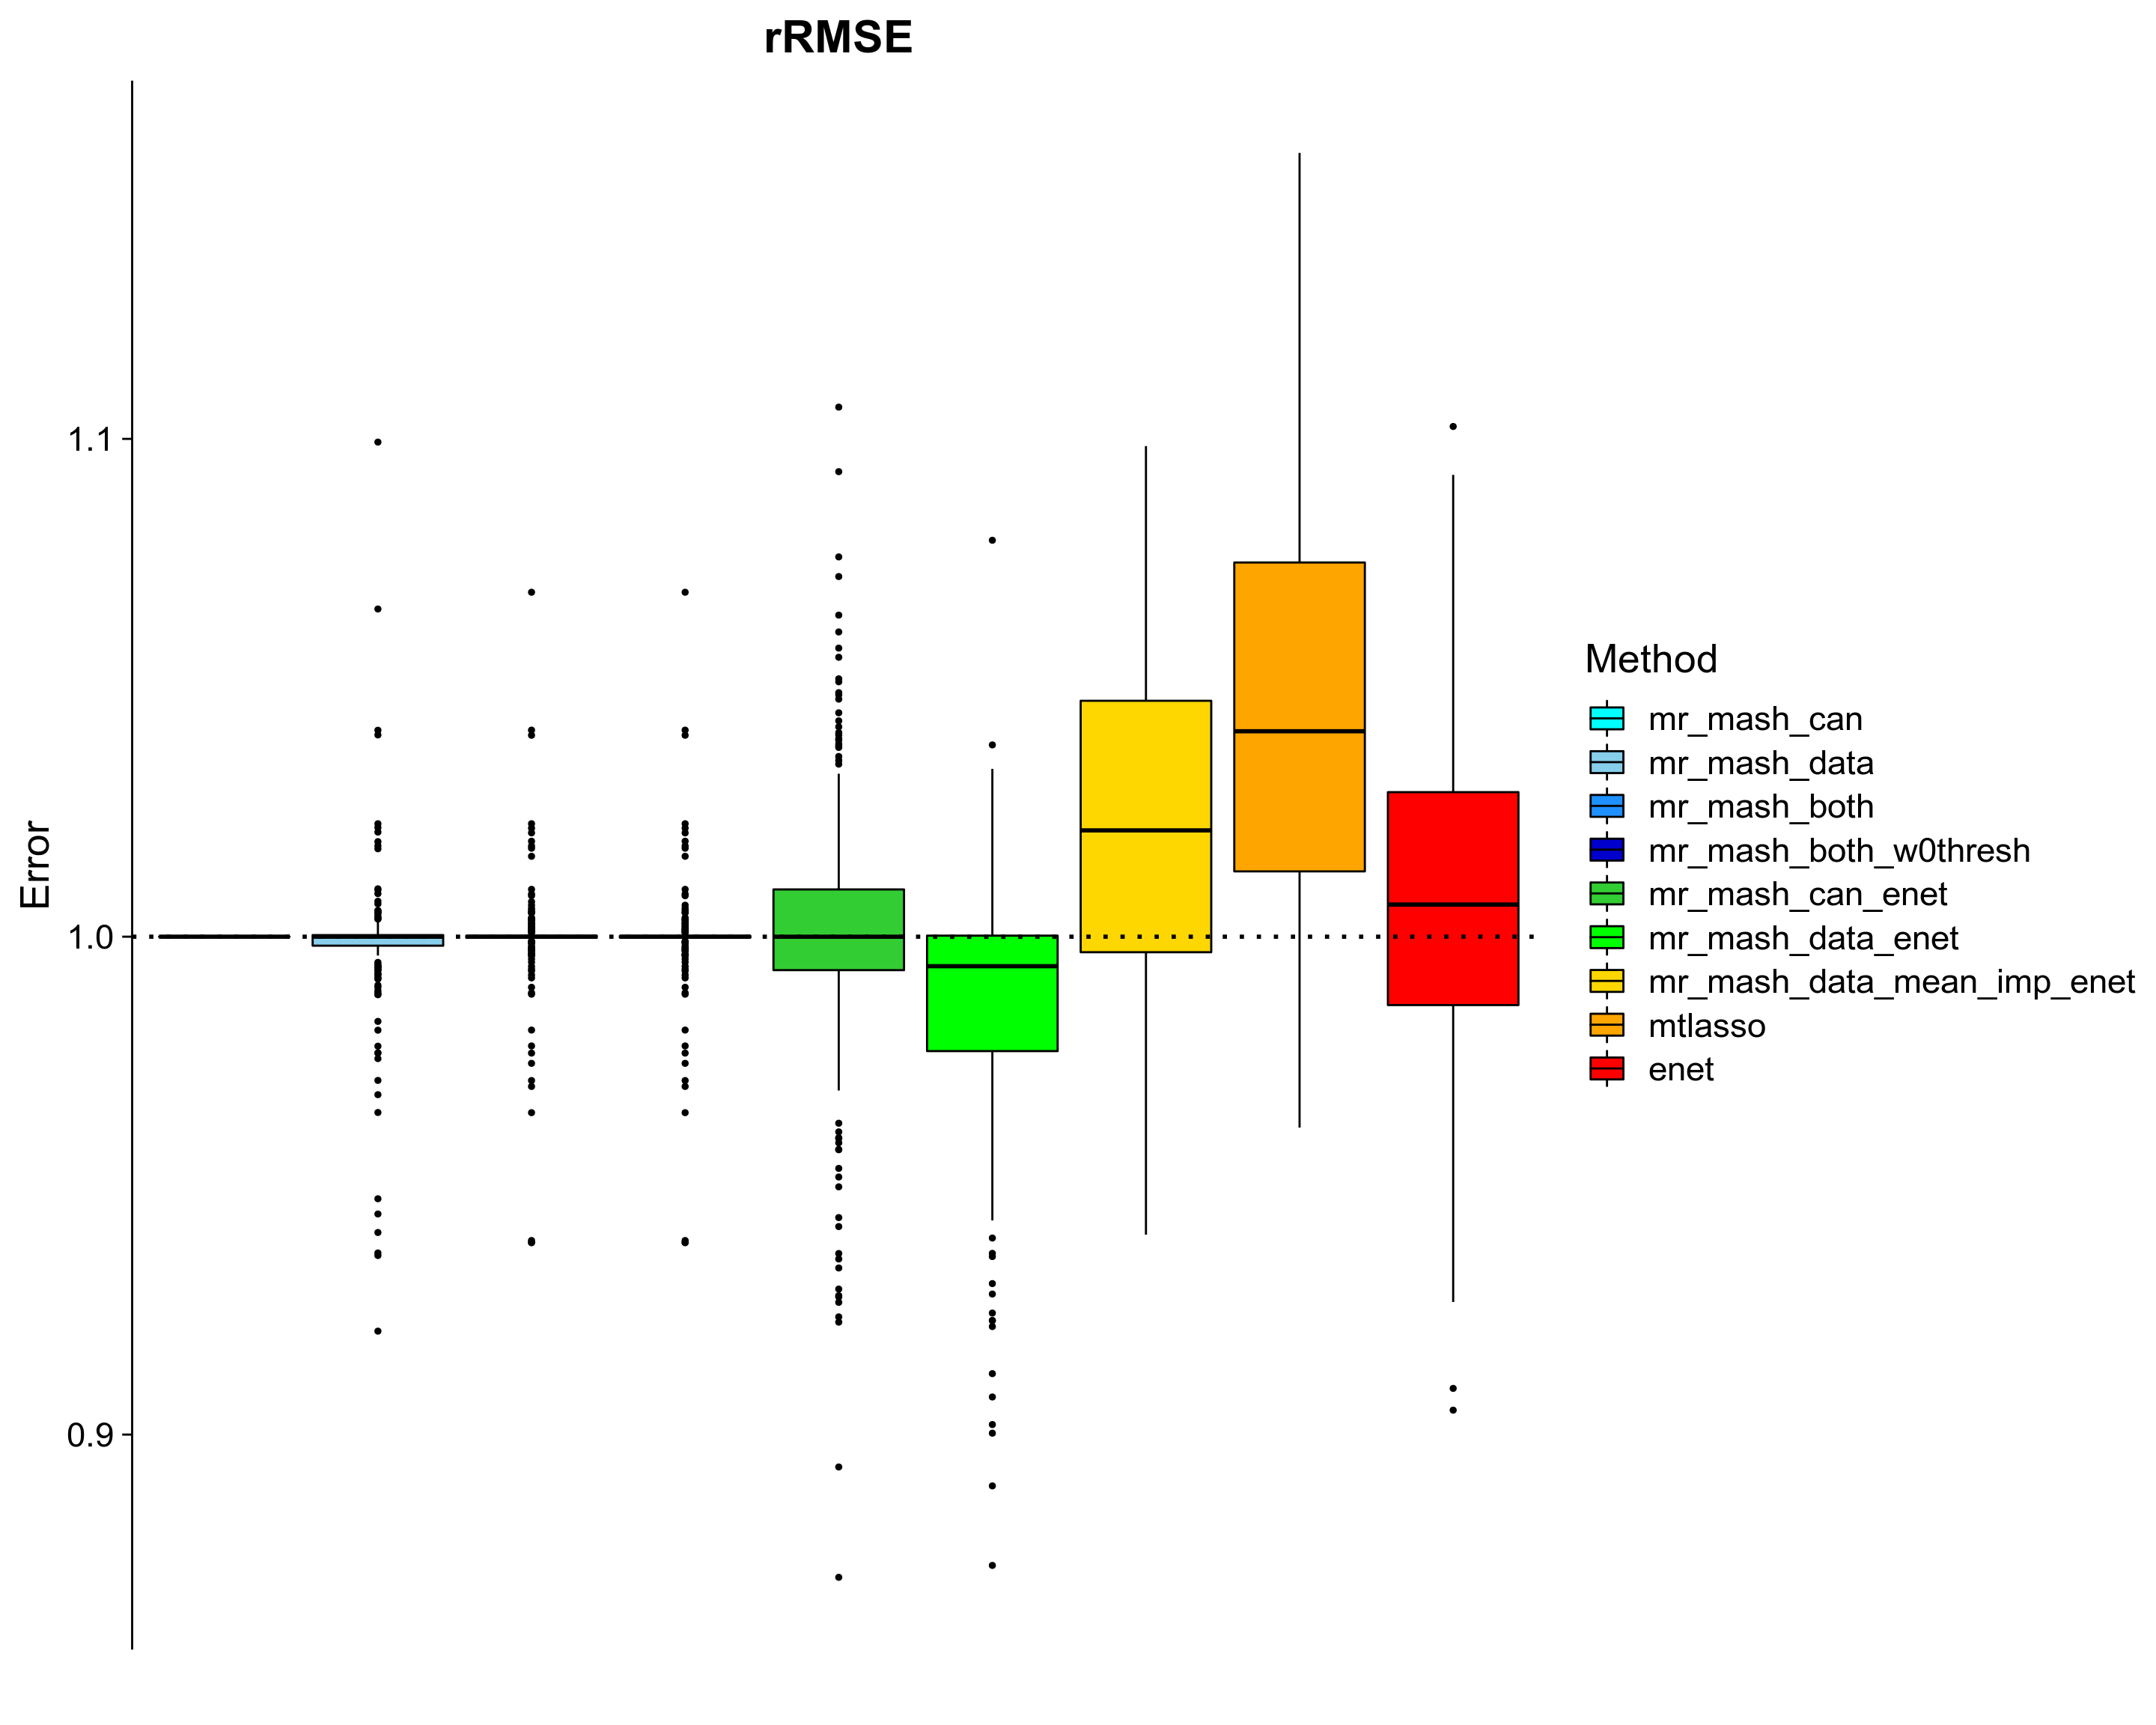 rRMSE
Error
1.1
1.0
0.9
Method
mr_mash_can
mr_mash_data
mr_mash_both
mr_mash_both_w0thresh
mr_mash_can_enet
mr_mash_data_enet
mr_mash_data_mean_imp_enet
mtlasso
enet